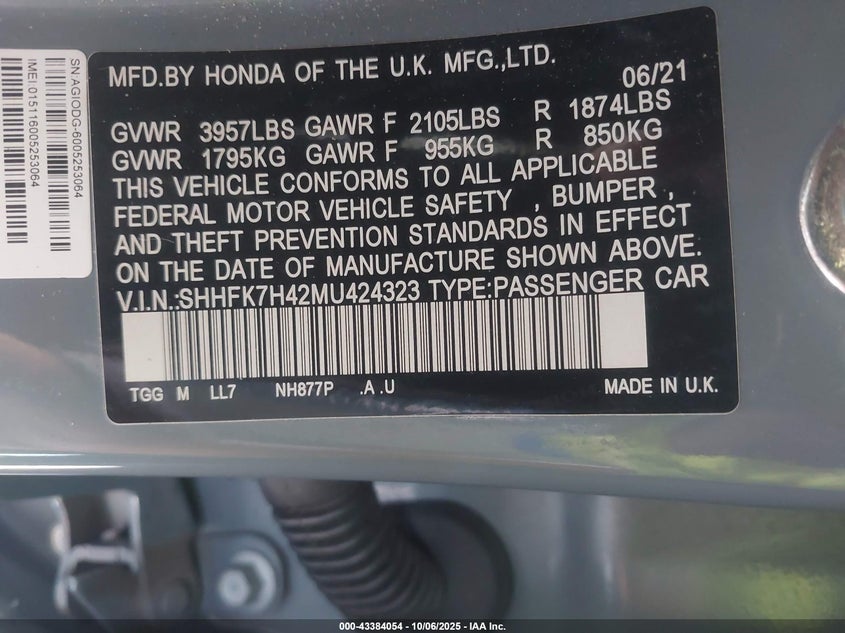 SN:AGIODG-6005253064
IMEI:015116005253064
MFD.BY HONDA OF THE U.K. MFG.,LTD.
06/21
GVWR 3957LBS GAWR F 2105LBS R 1874LBS
GVWR 1795KG GAWR F 955KG R 850KG
THIS VEHICLE CONFORMS TO ALL APPLICABLE
FEDERAL MOTOR VEHICLE SAFETY , BUMPER ,
AND THEFT PREVENTION STANDARDS IN EFFECT
ON THE DATE OF MANUFACTURE SHOWN ABOVE.
V.I.N.:SHHFK7H42MU424323 TYPE:PASSENGER CAR
TGG M LL7 NH877P .A .U MADE IN U.K.
000-43384054 - 10/06/2025 - IAA Inc.